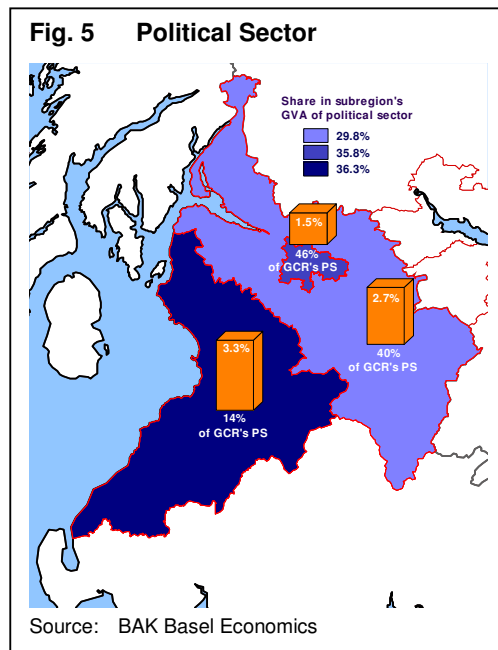 Fig. 5 Political Sector
Share in subregion's
GVA of political sector
29.8%
35.8%
36.3%
1.5%
46%
of GCR's PS
2.7%
40%
of GCR's PS
3.3%
14%
of GCR's PS
Source: BAK Basel Economics